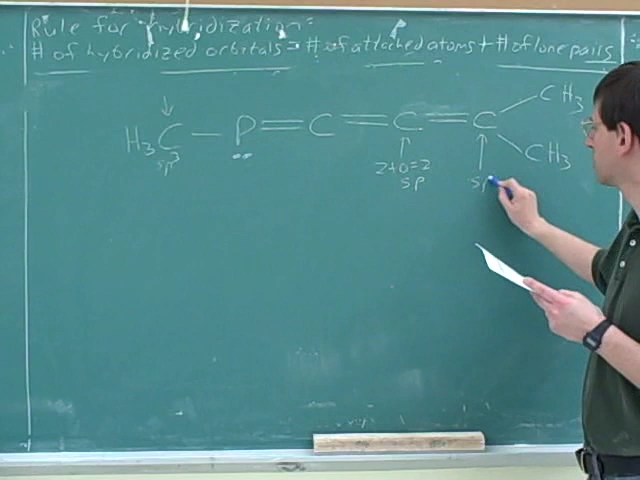 Rule for hybridization:
# of hybridized orbitals = # of attached atoms + # of lone pairs
H3C — P = C = C = C
CH3
CH3
sp3
2+0=2
sp
sp